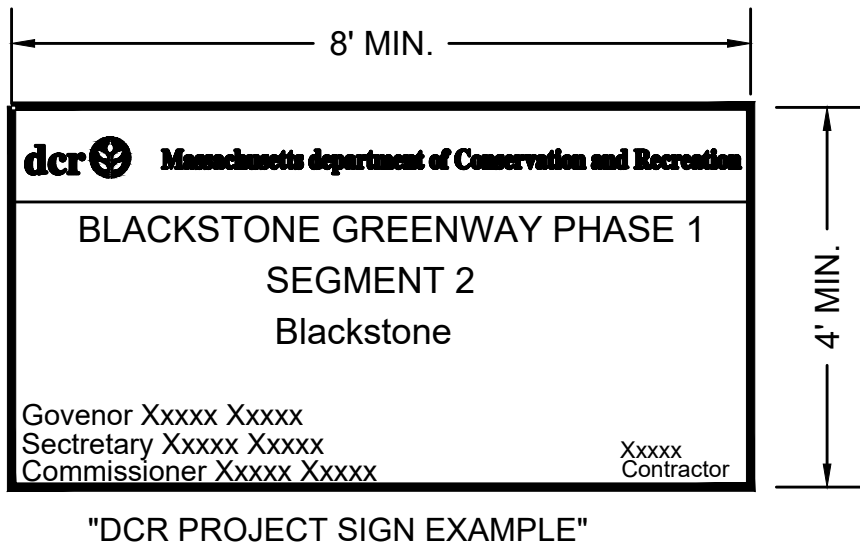 8' MIN.
dcr Massachusetts department of Conservation and Recreation
BLACKSTONE GREENWAY PHASE 1
SEGMENT 2
Blackstone
4' MIN.
Govenor Xxxxx Xxxxx
Sectretary Xxxxx Xxxxx
Commissioner Xxxxx Xxxxx
Xxxxx
Contractor
"DCR PROJECT SIGN EXAMPLE"